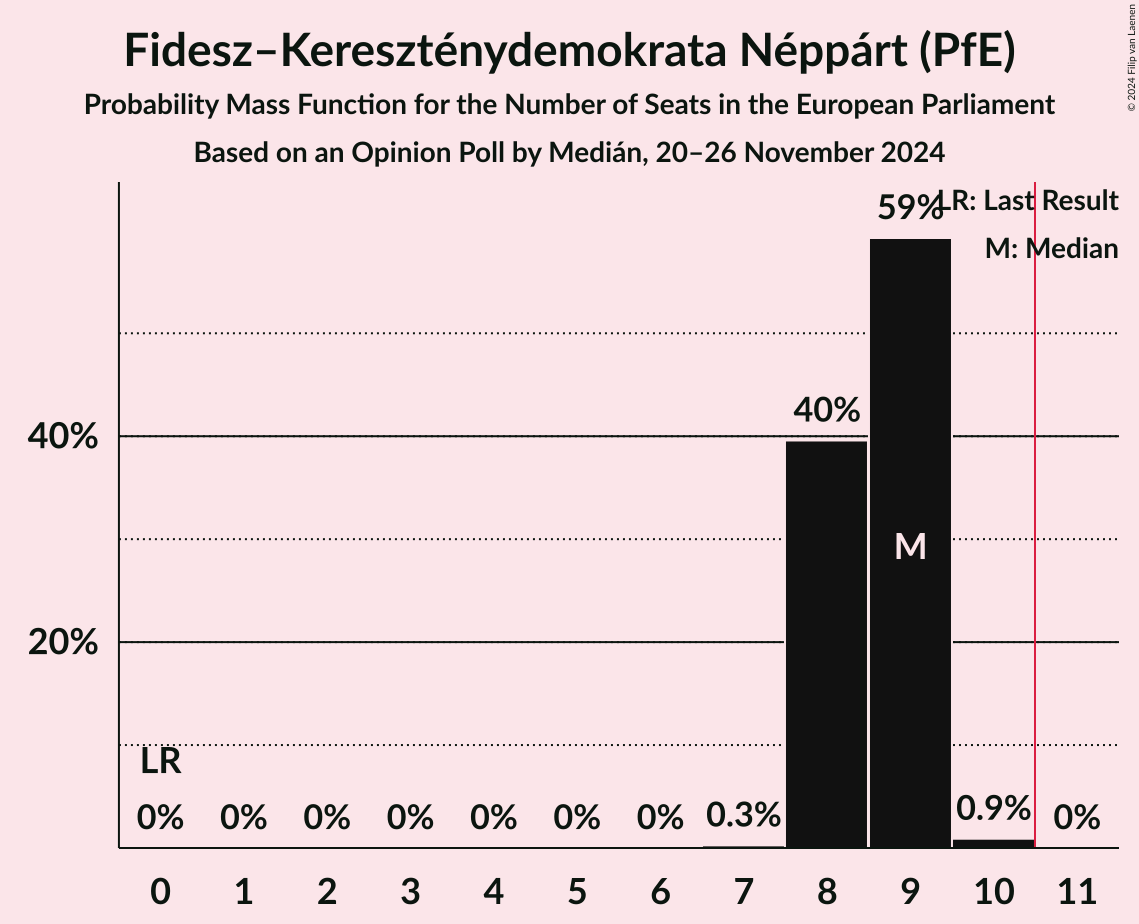 Fidesz–Kereszténydemokrata Néppárt (PfE)
Probability Mass Function for the Number of Seats in the European Parliament
Based on an Opinion Poll by Medián, 20–26 November 2024
© 2024 Filip van Laenen
LR: Last Result
M: Median
59%
40%
40%
M
20%
LR
0% 0% 0% 0% 0% 0% 0% 0.3% 0.9% 0%
0 1 2 3 4 5 6 7 8 9 10 11